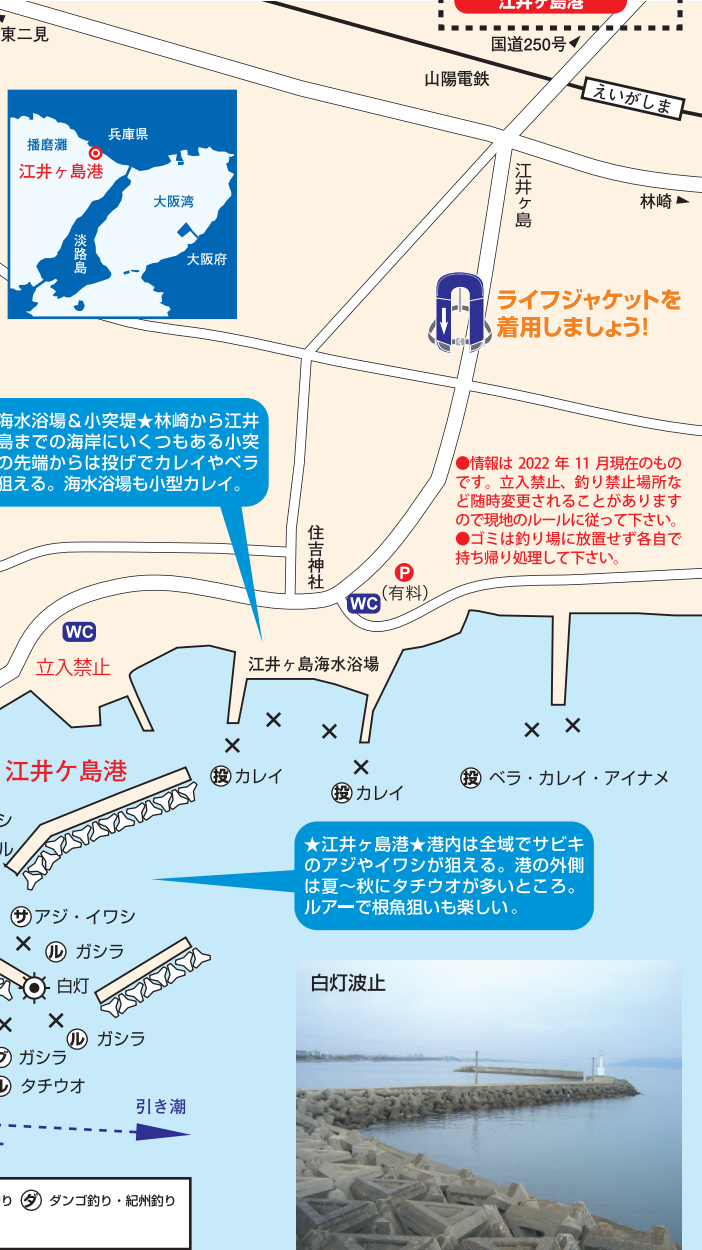 江井ヶ島港
東二見
国道250号
山陽電鉄
えいがしま
兵庫県
播磨灘
江井ヶ島港
大阪湾
淡路島
大阪府
江井ヶ島
林崎
ライフジャケットを
着用しましょう!
海水浴場&小突堤★林崎から江井
島までの海岸にいくつもある小突
の先端からは投げでカレイやベラ
狙える。海水浴場も小型カレイ。
●情報は 2022 年 11 月現在のもの
です。立入禁止、釣り禁止場所な
ど随時変更されることがあります
ので現地のルールに従って下さい。
●ゴミは釣り場に放置せず各自で
持ち帰り処理して下さい。
住吉神社
P
(有料)
WC
WC
立入禁止
江井ヶ島海水浴場
江井ケ島港
投 カレイ
投 カレイ
投 ベラ・カレイ・アイナメ
シ
ル
★江井ヶ島港★港内は全域でサビキ
のアジやイワシが狙える。港の外側
は夏〜秋にタチウオが多いところ。
ルアーで根魚狙いも楽しい。
サ アジ・イワシ
ル ガシラ
白灯
ル ガシラ
ガシラ
タチウオ
引き潮
白灯波止
り ダ ダンゴ釣り・紀州釣り